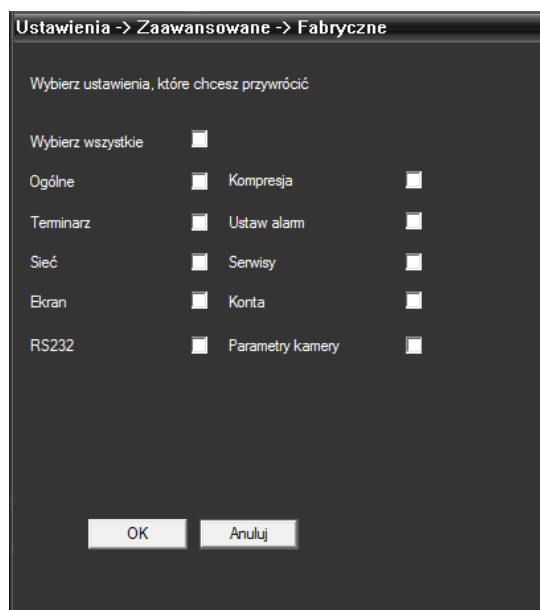 Ustawienia -> Zaawansowane -> Fabryczne
Wybierz ustawienia, które chcesz przywrócić
Wybierz wszystkie
Ogólne Kompresja
Terminarz Ustaw alarm
Sieć Serwisy
Ekran Konta
RS232 Parametry kamery
OK Anuluj